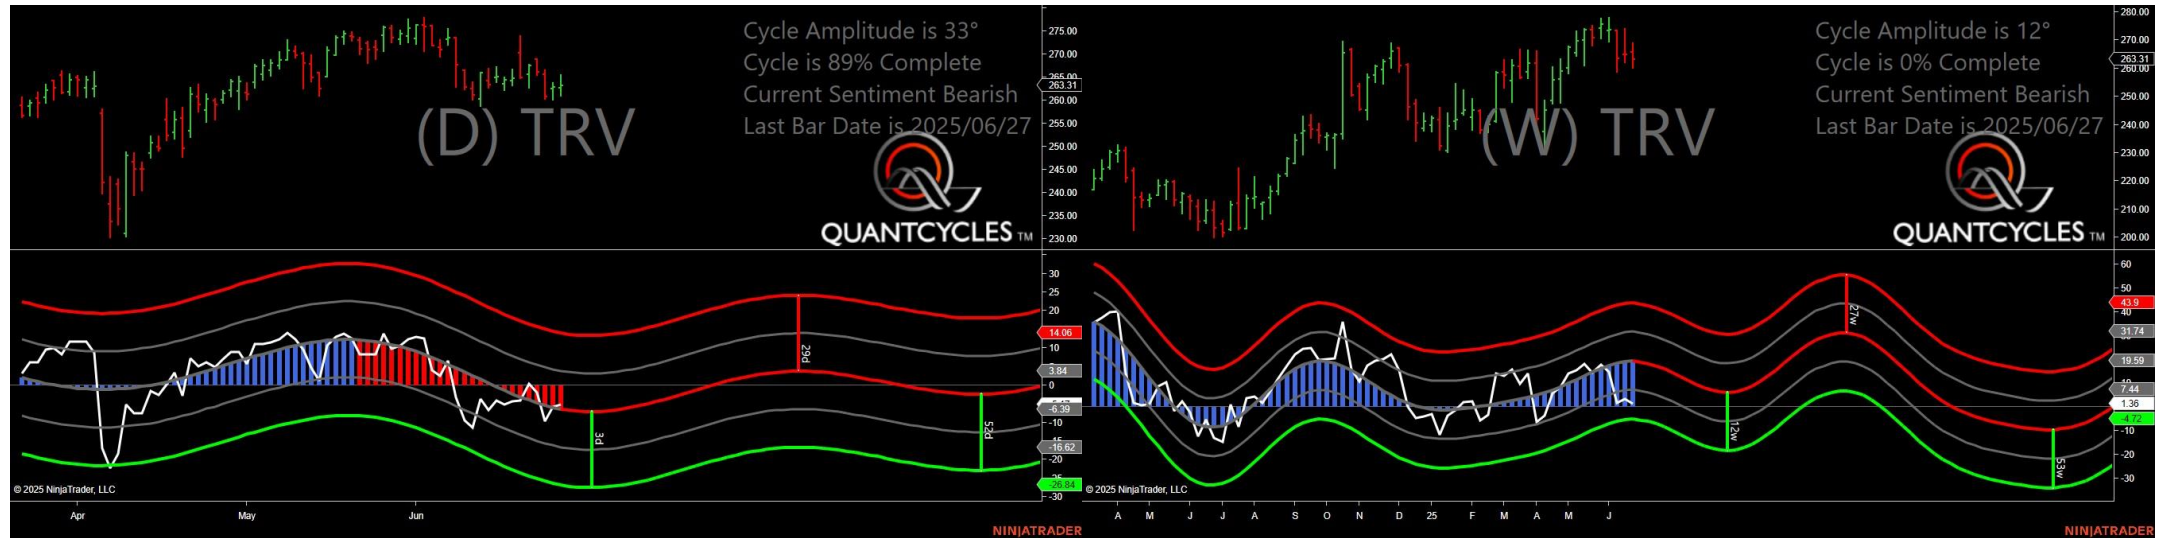 Cycle Amplitude is 33°
Cycle is 89% Complete
Current Sentiment Bearish
Last Bar Date is 2025/06/27
(D) TRV
QUANTCYCLES TM
275.00
270.00
265.00
263.31
260.00
255.00
250.00
245.00
240.00
235.00
230.00
30
25
20
14.06
10
3.84
0
-6.39
-10
-15
-16.62
-20
-26.84
-30
3d
29d
52d
© 2025 NinjaTrader, LLC
Apr
May
Jun
NINJATRADER
Cycle Amplitude is 12°
Cycle is 0% Complete
Current Sentiment Bearish
Last Bar Date is 2025/06/27
(W) TRV
QUANTCYCLES TM
280.00
270.00
263.31
260.00
250.00
240.00
230.00
220.00
210.00
200.00
60
50
43.9
40
31.74
19.59
10
7.44
1.36
-4.72
-10
-20
-30
12w
27w
53w
© 2025 NinjaTrader, LLC
A
M
J
J
A
S
O
N
D
25
F
M
A
M
J
NINJATRADER